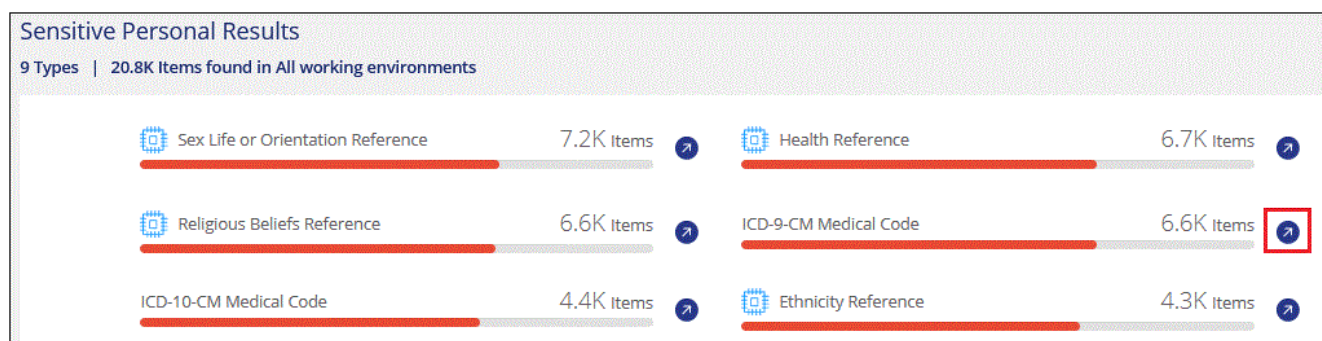 Sensitive Personal Results
9 Types | 20.8K Items found in All working environments
Sex Life or Orientation Reference 7.2K Items
Health Reference 6.7K Items
Religious Beliefs Reference 6.6K Items
ICD-9-CM Medical Code 6.6K Items
ICD-10-CM Medical Code 4.4K Items
Ethnicity Reference 4.3K Items